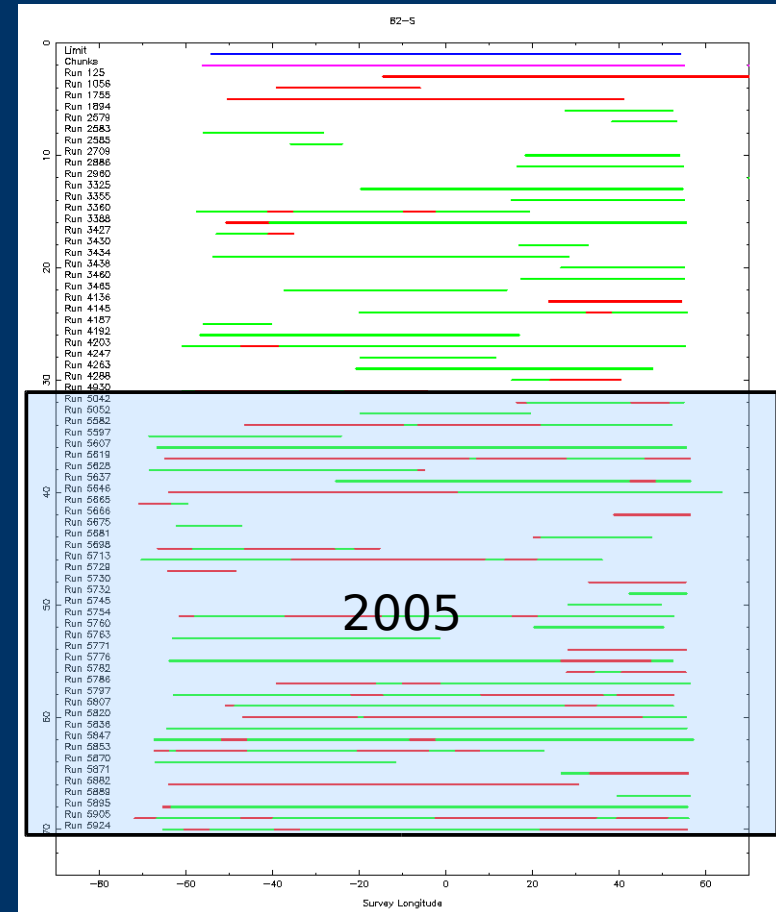 82-S
0
Limit
Chunks
Run 125
Run 1056
Run 1755
Run 1894
Run 2579
Run 2583
Run 2585
Run 2709
10
Run 2886
Run 2960
Run 3325
Run 3355
Run 3360
Run 3388
Run 3427
Run 3430
Run 3434
Run 3438
20
Run 3460
Run 3465
Run 4136
Run 4145
Run 4187
Run 4192
Run 4203
Run 4247
Run 4263
Run 4288
30
Run 4930
Run 5042
Run 5052
Run 5582
Run 5597
Run 5607
Run 5619
Run 5628
Run 5637
Run 5646
40
Run 5665
Run 5666
Run 5675
Run 5681
Run 5698
Run 5713
Run 5729
Run 5730
Run 5732
Run 5745
50
Run 5754
Run 5760
Run 5763
Run 5771
Run 5776
Run 5782
Run 5786
Run 5797
Run 5807
Run 5820
60
Run 5836
Run 5847
Run 5853
Run 5870
Run 5871
Run 5882
Run 5889
Run 5895
Run 5905
Run 5924
70
2005
-80 -60 -40 -20 0 20 40 60
Survey Longitude